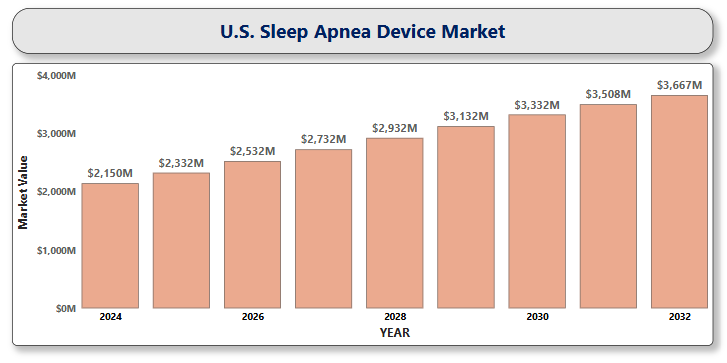 U.S. Sleep Apnea Device Market
$4,000M
$3,000M
$2,000M
$1,000M
$0M
Market Value
$2,150M
$2,332M
$2,532M
$2,732M
$2,932M
$3,132M
$3,332M
$3,508M
$3,667M
2024
2026
2028
2030
2032
YEAR